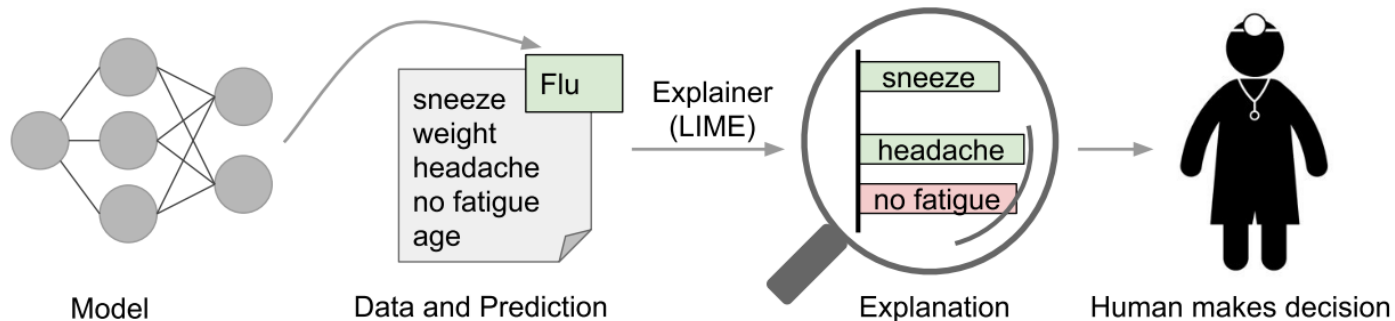 Flu
sneeze
weight
headache
no fatigue
age
Explainer
(LIME)
sneeze
headache
no fatigue
Model
Data and Prediction
Explanation
Human makes decision